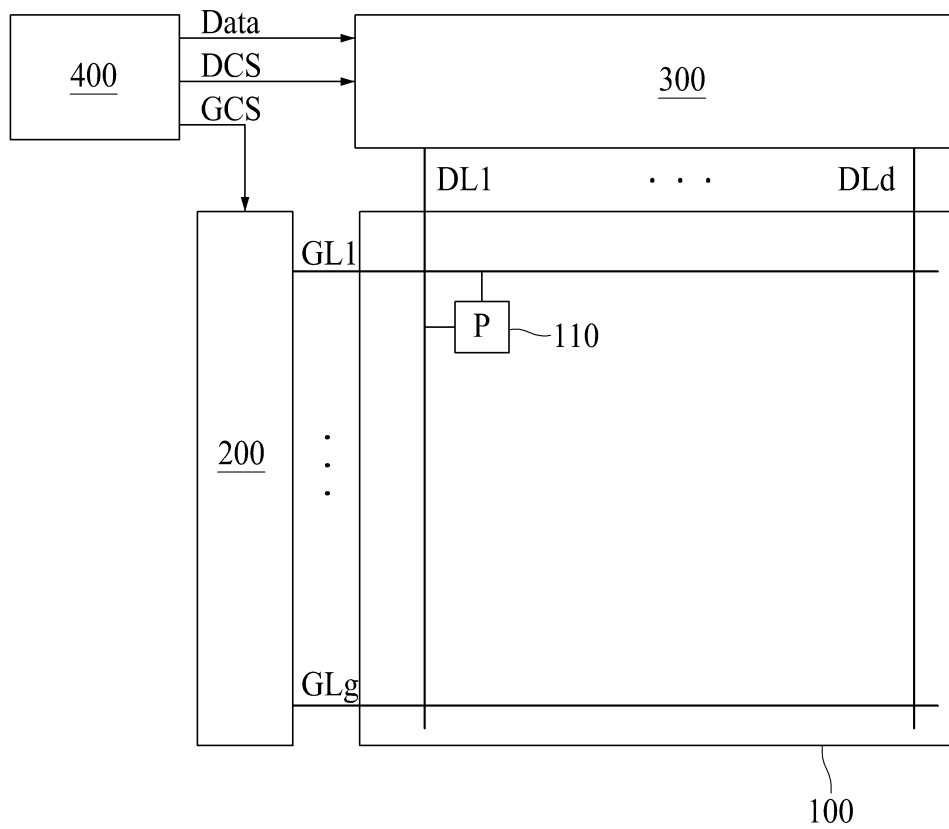 Data
400
DCS
300
GCS
DL1
. . .
DLd
GL1
P
110
200
GLg
100